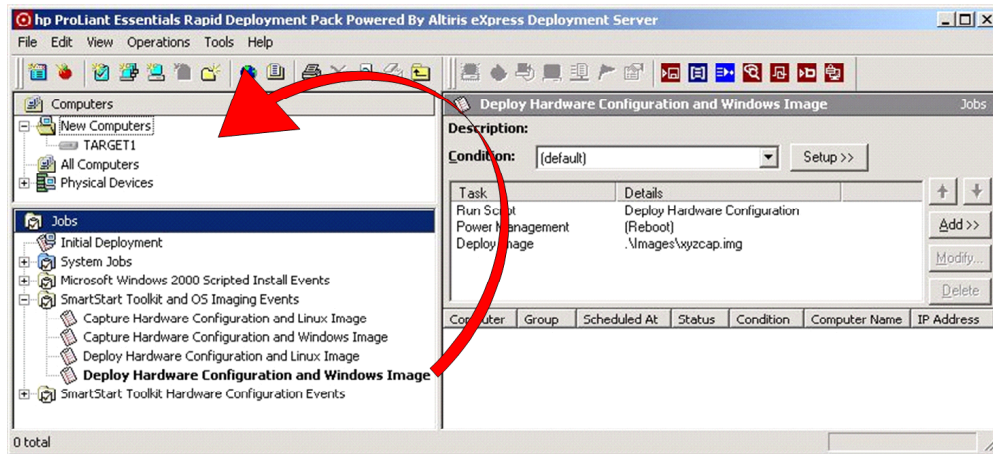 hp ProLiant Essentials Rapid Deployment Pack Powered By Altiris eXpress Deployment Server
File Edit View Operations Tools Help
Computers
New Computers
TARGET1
All Computers
Physical Devices
Jobs
Initial Deployment
System Jobs
Microsoft Windows 2000 Scripted Install Events
SmartStart Toolkit and OS Imaging Events
Capture Hardware Configuration and Linux Image
Capture Hardware Configuration and Windows Image
Deploy Hardware Configuration and Linux Image
Deploy Hardware Configuration and Windows Image
SmartStart Toolkit Hardware Configuration Events
Deploy Hardware Configuration and Windows Image Jobs
Description:
Condition: (default) Setup >>
Task Details
Run Script Deploy Hardware Configuration
Power Management (Reboot)
Deploy Image .\Images\xyzcap.img
Add >>
Modify...
Delete
Computer Group Scheduled At Status Condition Computer Name IP Address
0 total